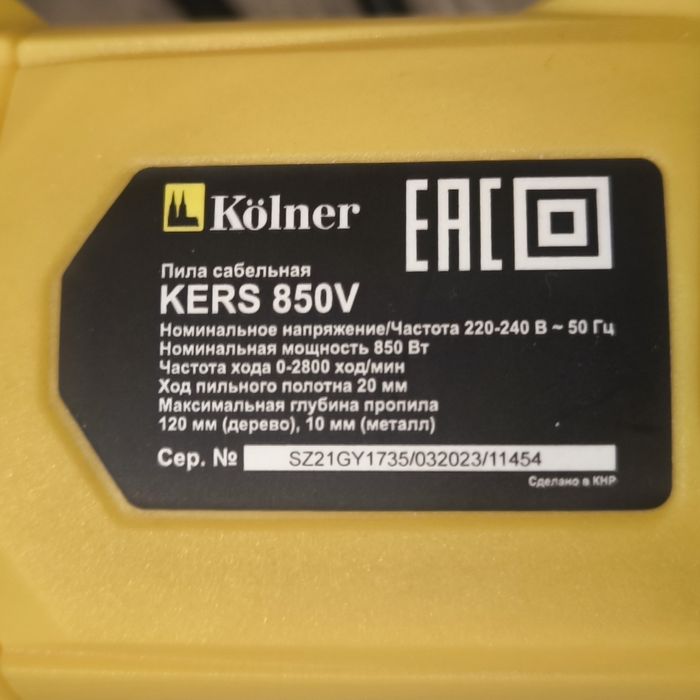 Kölner
EAC
Пила сабельная
KERS 850V
Номинальное напряжение/Частота 220-240 В ~ 50 Гц
Номинальная мощность 850 Вт
Частота хода 0-2800 ход/мин
Ход пильного полотна 20 мм
Максимальная глубина пропила
120 мм (дерево), 10 мм (металл)
Сер. № SZ21GY1735/032023/11454
Сделано в КНР